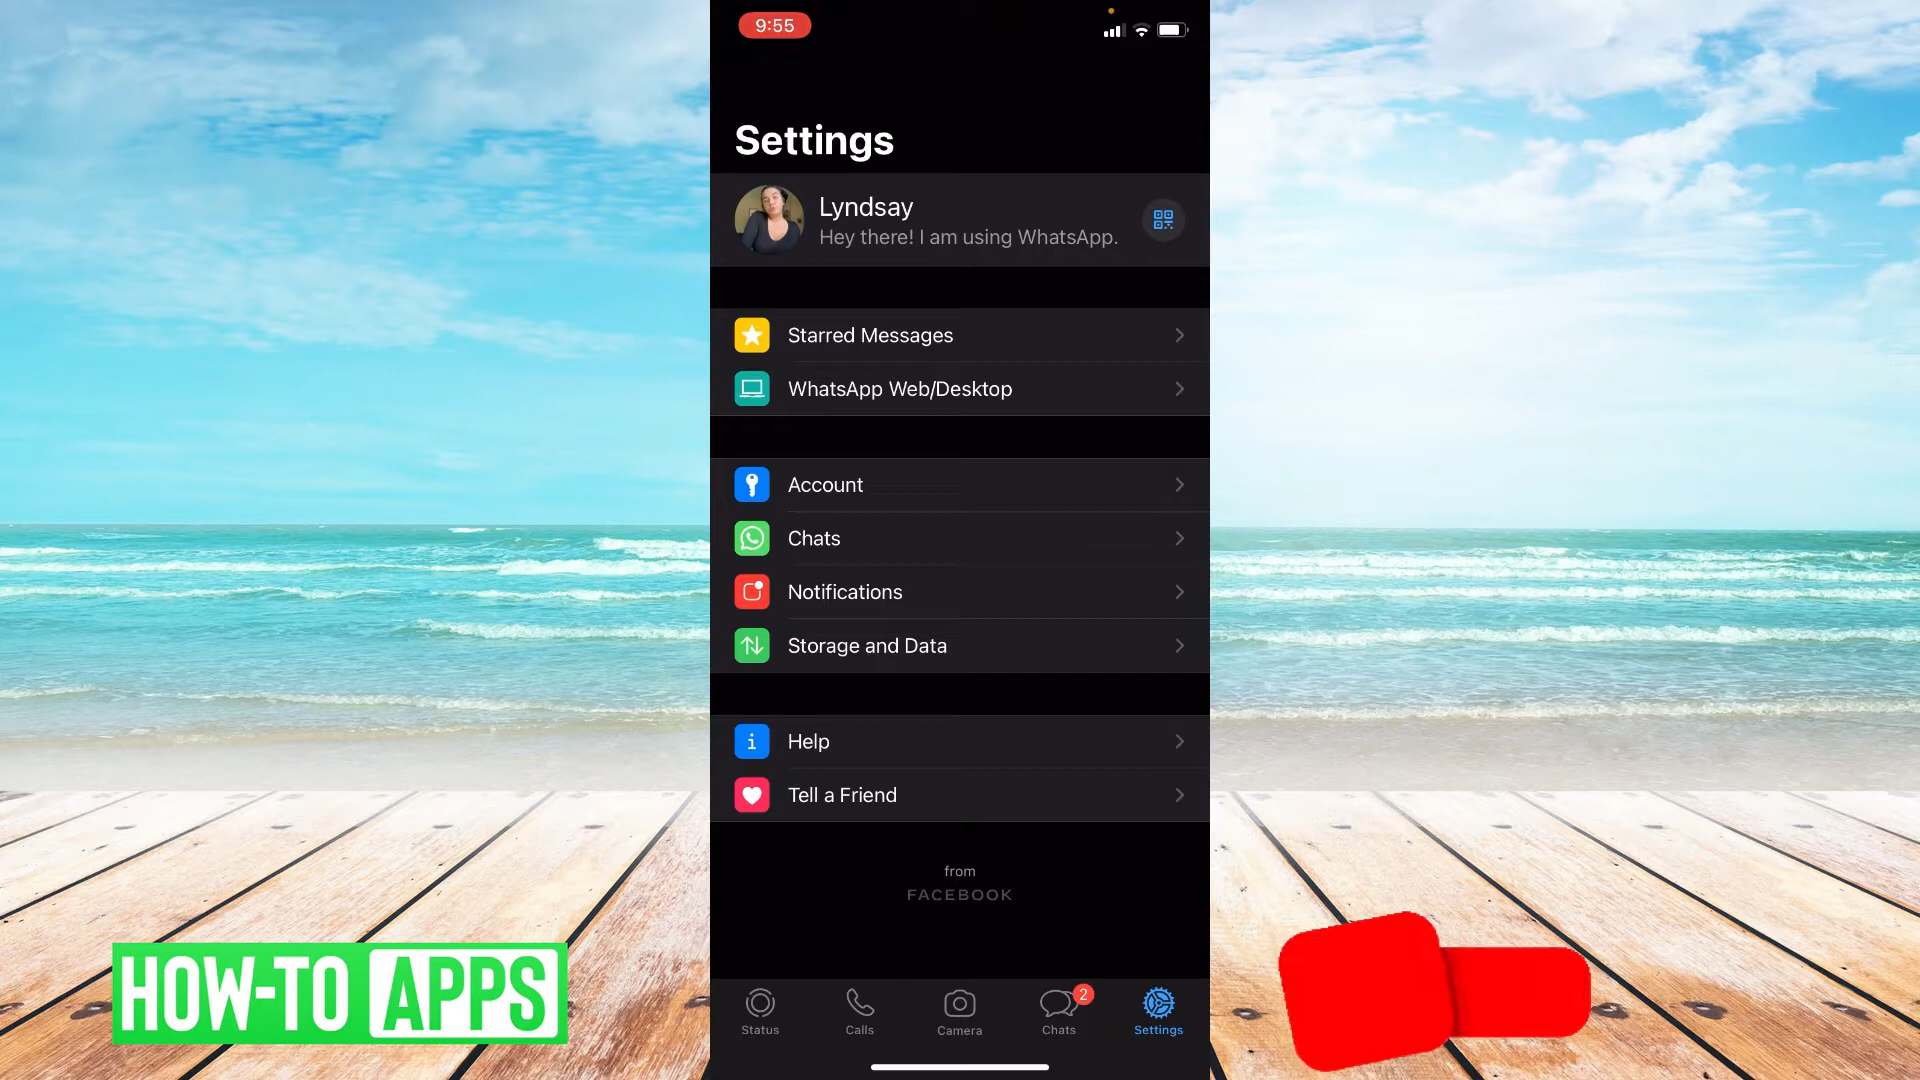 9:55
Settings
Lyndsay
Hey there! I am using WhatsApp.
Starred Messages
WhatsApp Web/Desktop
Account
Chats
Notifications
Storage and Data
Help
Tell a Friend
from
FACEBOOK
HOW-TO APPS
2
Status
Calls
Camera
Chats
Settings